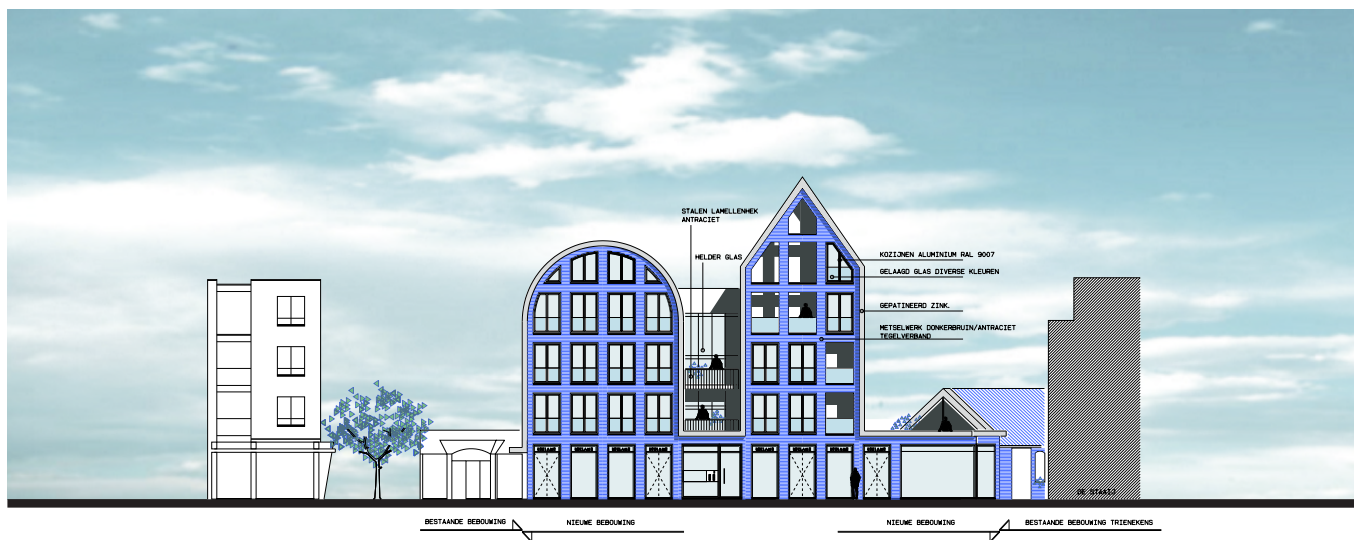 STALEN LAMELLENHEK
ANTRACIET
HELDER GLAS
KOZIJNEN ALUMINIUM RAL 9007
GELAAGD GLAS DIVERSE KLEUREN
GEPATINEERD ZINK.
METSELWERK DONKERBRUIN/ANTRACIET
TEGELVERBAND
DE STAAIJ
BESTAANDE BEBOUWING
NIEUWE BEBOUWING
NIEUWE BEBOUWING
BESTAANDE BEBOUWING TRIENEKENS